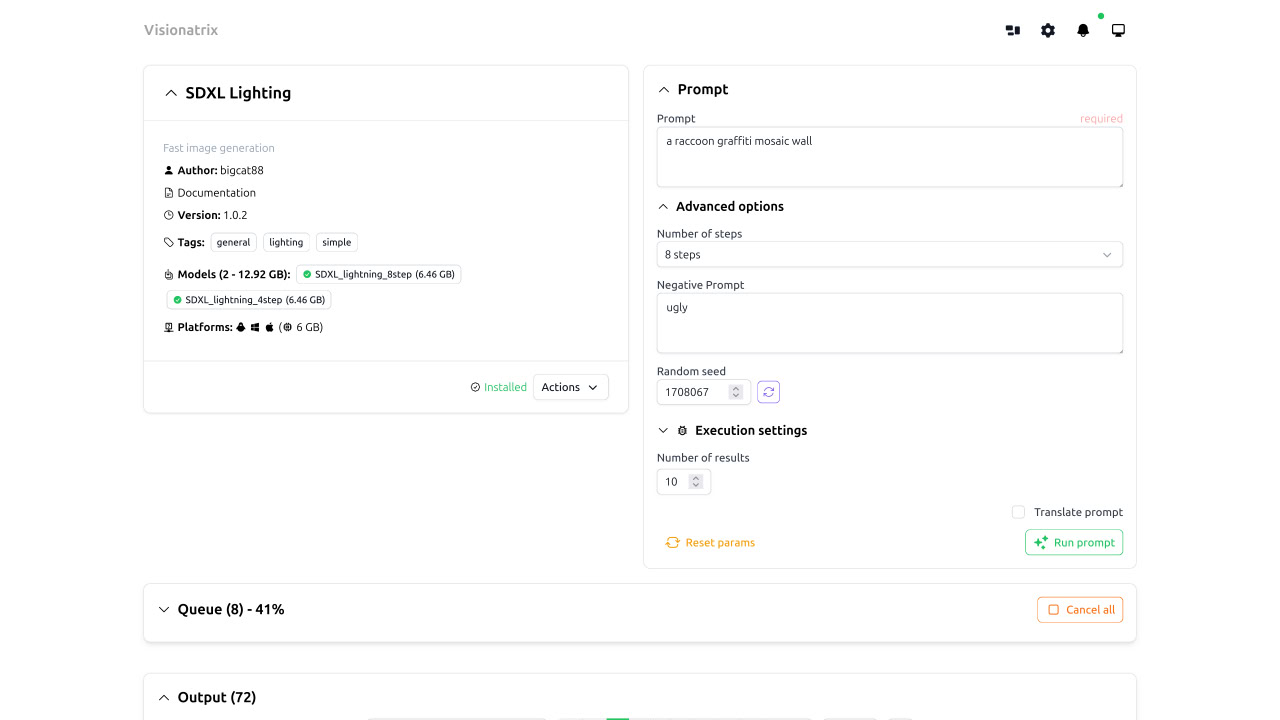 Visionatrix
SDXL Lighting
Fast image generation
Author: bigcat88
Documentation
Version: 1.0.2
Tags: general lighting simple
Models (2 - 12.92 GB): SDXL_lightning_8step (6.46 GB)
SDXL_lightning_4step (6.46 GB)
Platforms: ( 6 GB)
Installed Actions
Prompt
Prompt required
a raccoon graffiti mosaic wall
Advanced options
Number of steps
8 steps
Negative Prompt
ugly
Random seed
1708067
Execution settings
Number of results
10
Translate prompt
Reset params Run prompt
Queue (8) - 41% Cancel all
Output (72)